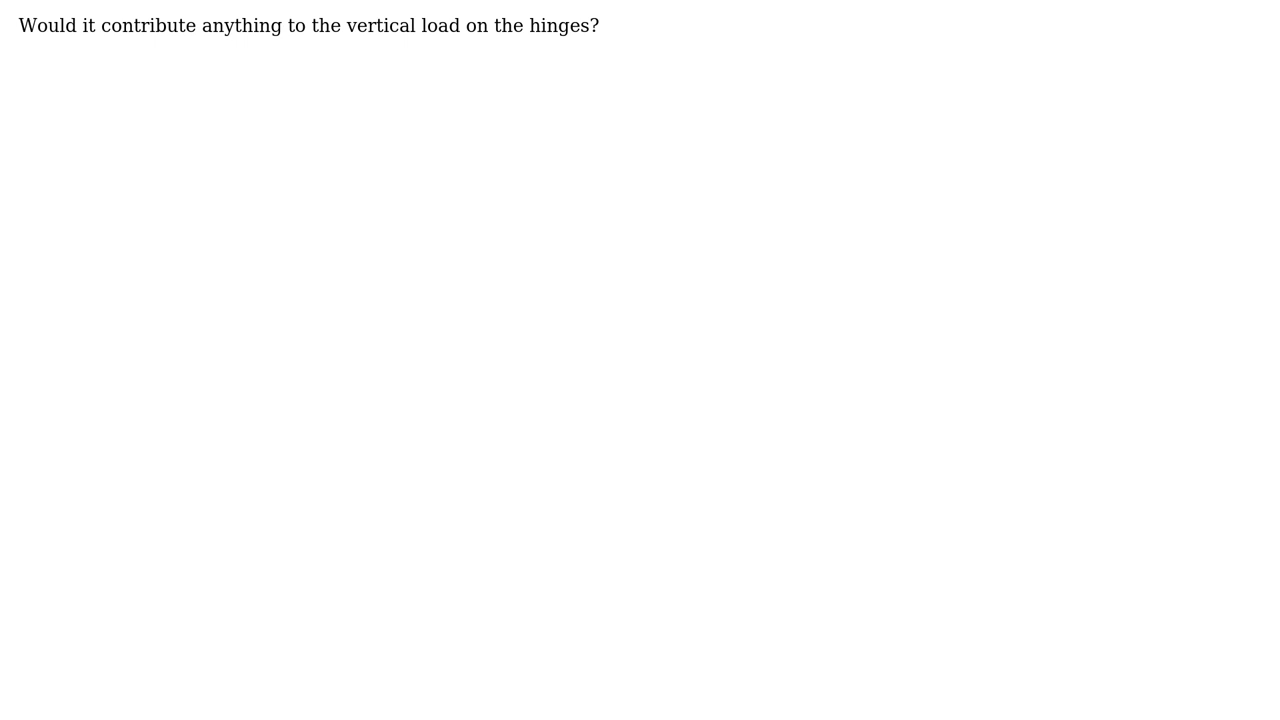 Would it contribute anything to the vertical load on the hinges?